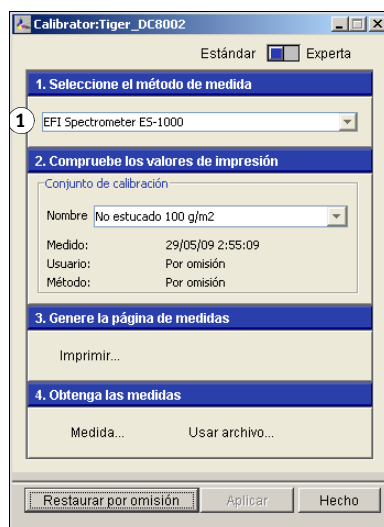 Calibrator:Tiger_DC8002
Estándar Experta
1. Seleccione el método de medida
1 EFI Spectrometer ES-1000
2. Compruebe los valores de impresión
Conjunto de calibración
Nombre No estucado 100 g/m2
Medido: 29/05/09 2:55:09
Usuario: Por omisión
Método: Por omisión
3. Genere la página de medidas
Imprimir...
4. Obtenga las medidas
Medida... Usar archivo...
Restaurar por omisión Aplicar Hecho